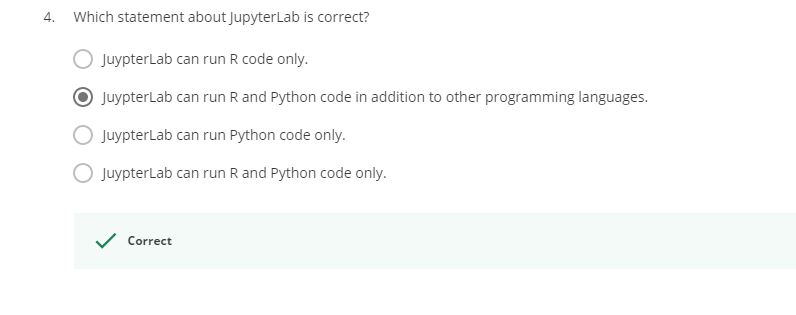 4. Which statement about JupyterLab is correct?
JuypterLab can run R code only.
JuypterLab can run R and Python code in addition to other programming languages.
JuypterLab can run Python code only.
JuypterLab can run R and Python code only.
Correct